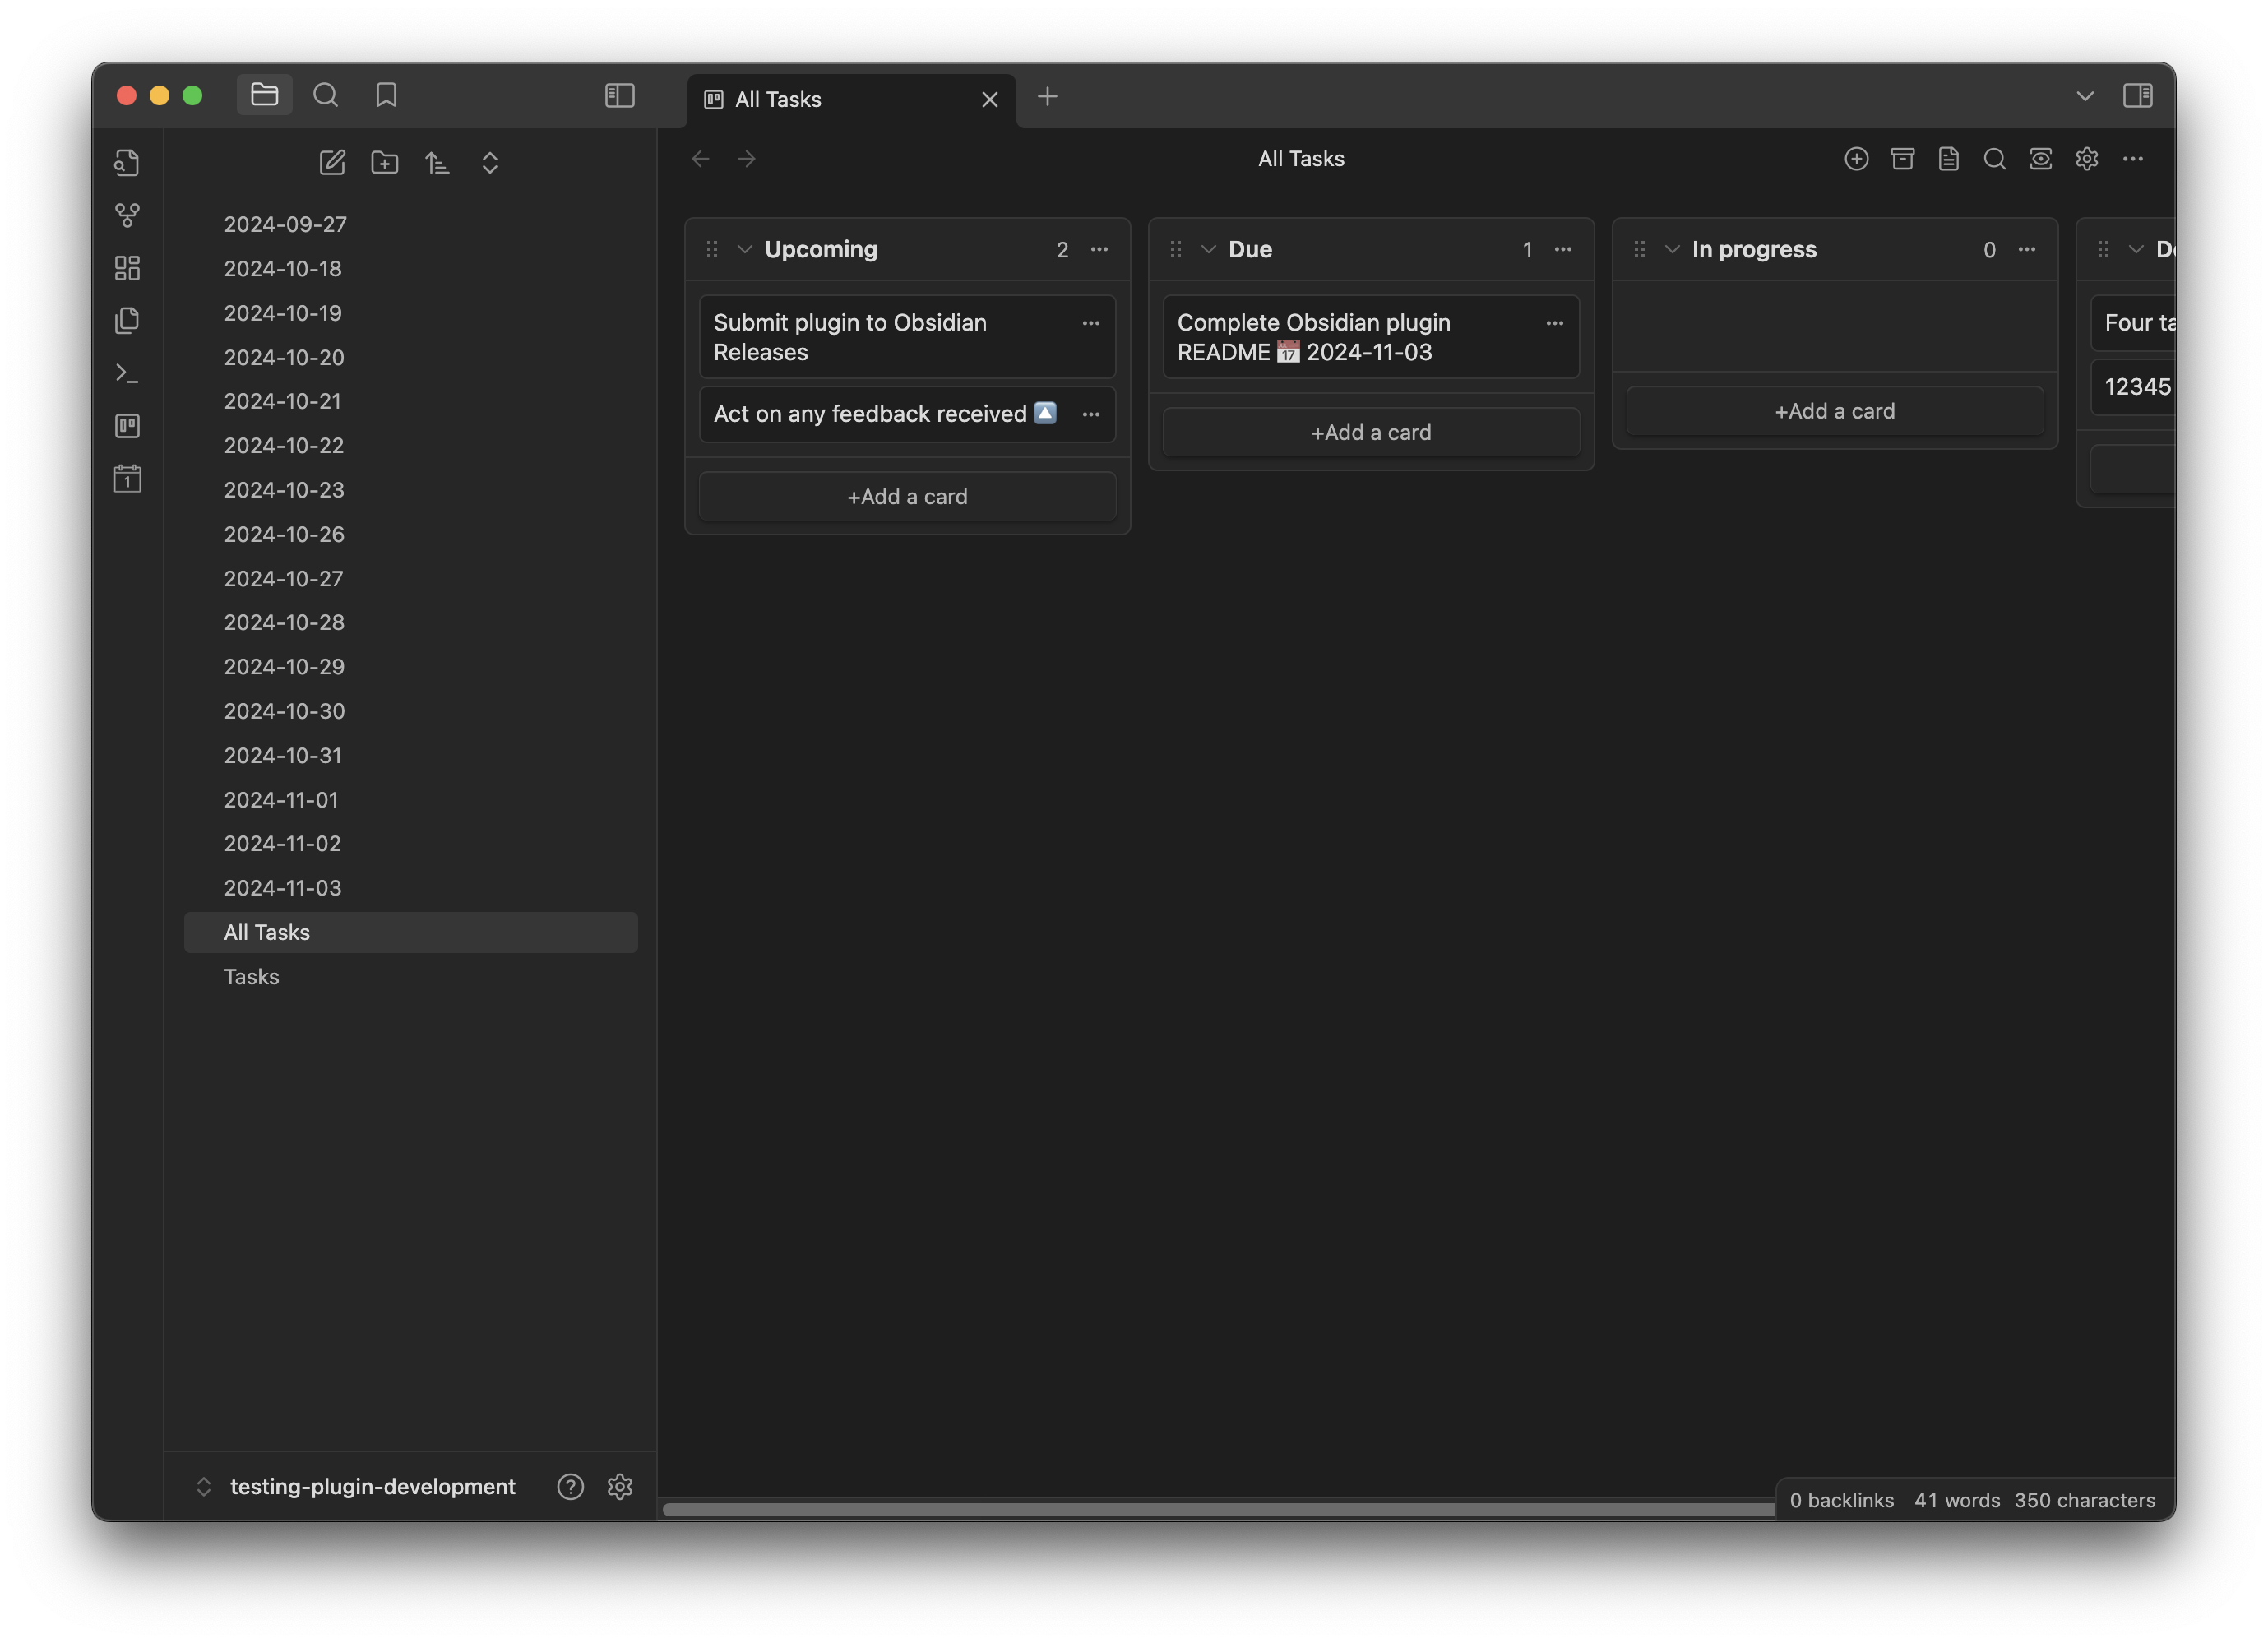 All Tasks
All Tasks
2024-09-27
2024-10-18
2024-10-19
2024-10-20
2024-10-21
2024-10-22
2024-10-23
2024-10-26
2024-10-27
2024-10-28
2024-10-29
2024-10-30
2024-10-31
2024-11-01
2024-11-02
2024-11-03
All Tasks
Tasks
1
testing-plugin-development
Upcoming 2
Submit plugin to Obsidian
Releases
Act on any feedback received 🔼
+Add a card
Due 1
Complete Obsidian plugin
README 📅 2024-11-03
+Add a card
In progress 0
+Add a card
Four
12345
0 backlinks 41 words 350 characters